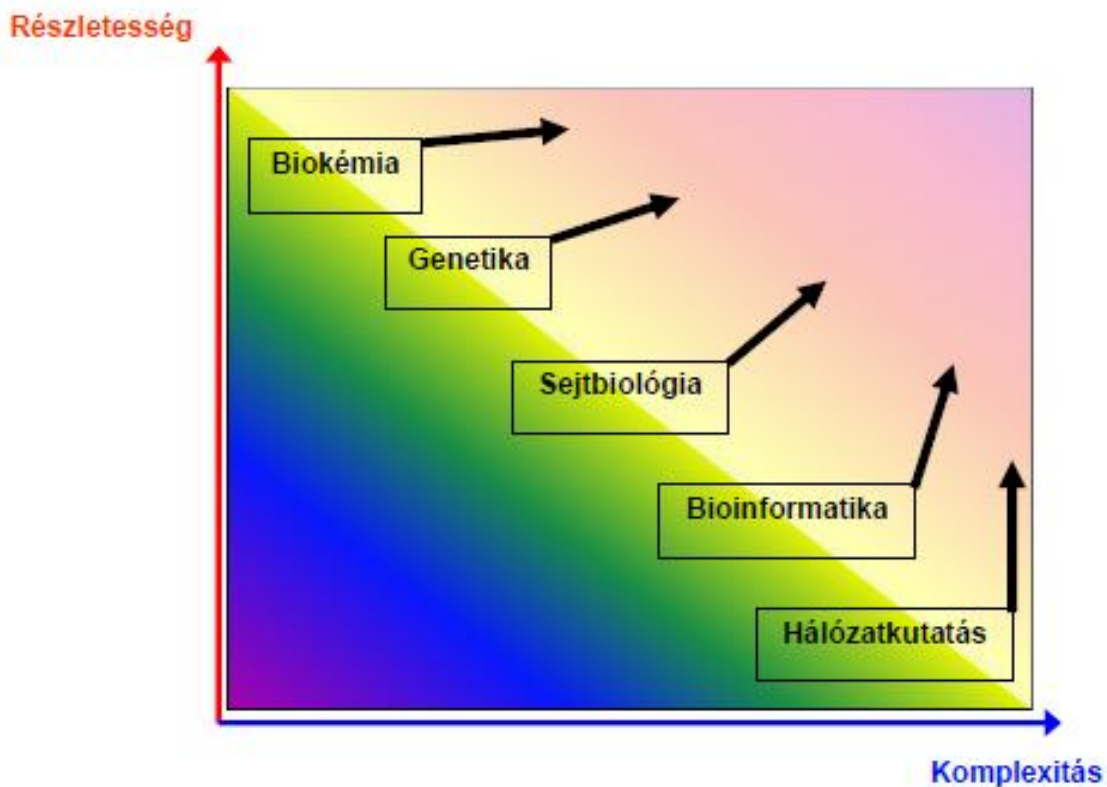 Részletesség
Biokémia
Genetika
Sejtbiológia
Bioinformatika
Hálózatkutatás
Komplexitás